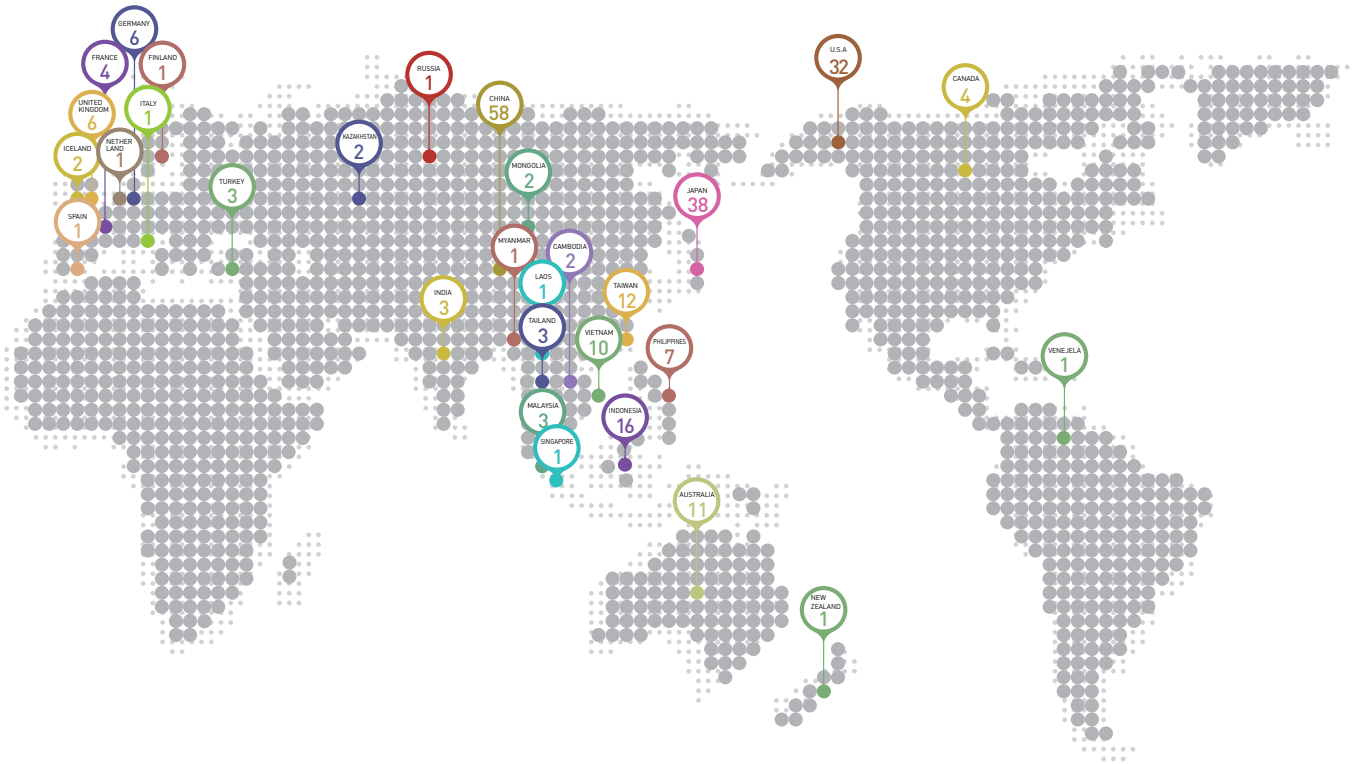 GERMANY
6
FRANCE
4
FINLAND
1
UNITED
KINGDOM
6
ITALY
1
ICELAND
2
NETHER
LAND
1
SPAIN
1
TURKEY
3
KAZAKHSTAN
2
RUSSIA
1
CHINA
58
MONGOLIA
2
JAPAN
38
MYANMAR
1
CAMBODIA
2
LAOS
1
INDIA
3
TAIWAN
12
TAILAND
3
VIETNAM
10
PHILIPPINES
7
MALAYSIA
3
INDONESIA
16
SINGAPORE
1
AUSTRALIA
11
NEW
ZEALAND
1
U.S.A
32
CANADA
4
VENEJELA
1